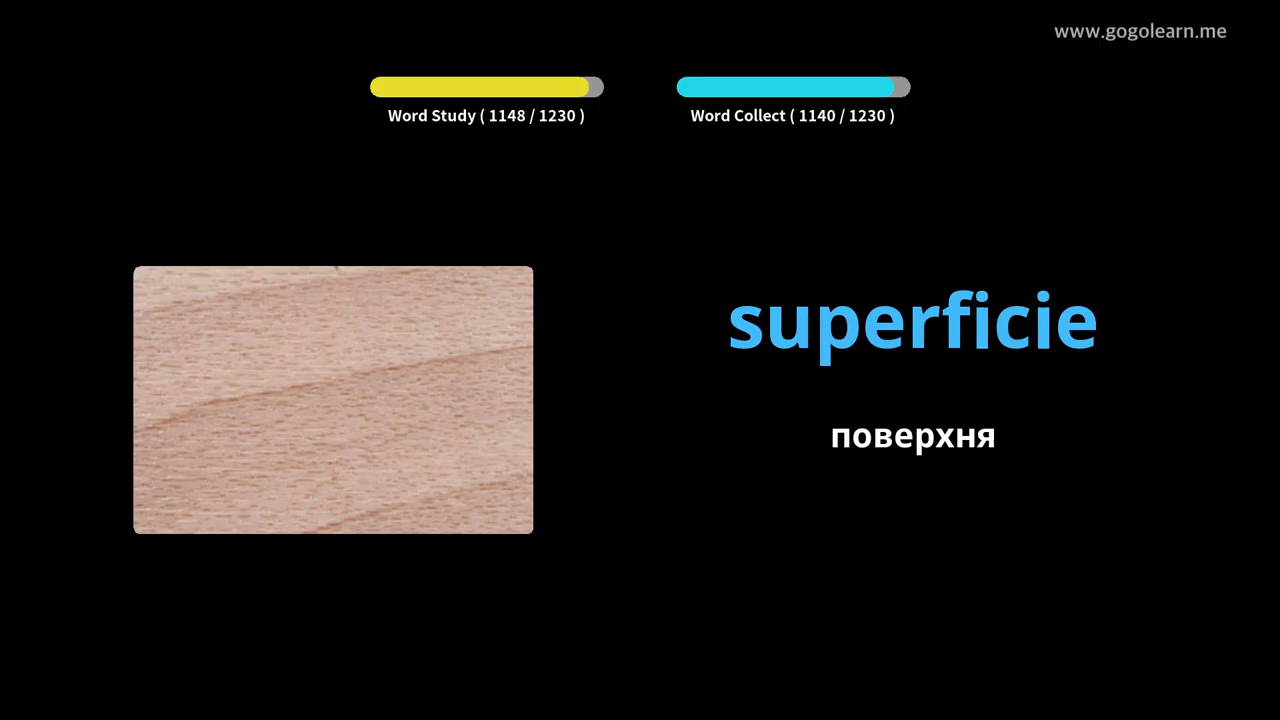 www.gogolearn.me
Word Study ( 1148 / 1230 )
Word Collect ( 1140 / 1230 )
superficie
поверхня